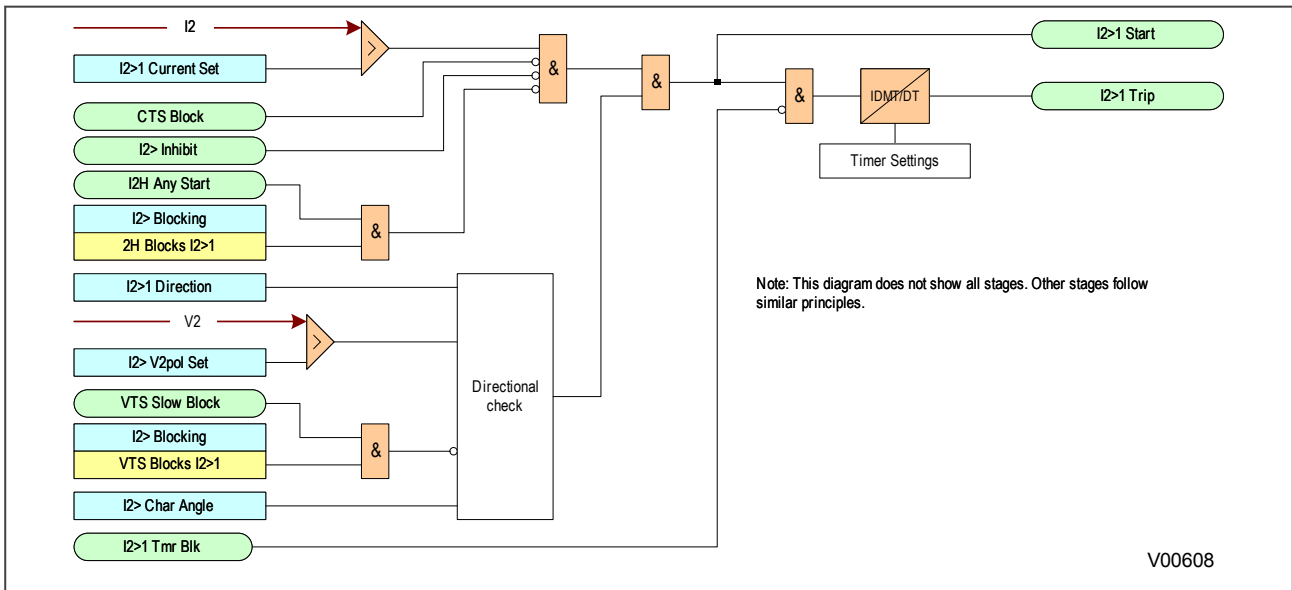 I2
I2>1 Current Set
>
CTS Block
I2> Inhibit
I2H Any Start
I2> Blocking
2H Blocks I2>1
&
&
&
&
IDMT/DT
Timer Settings
I2>1 Start
I2>1 Trip
I2>1 Direction
V2
I2> V2pol Set
>
VTS Slow Block
I2> Blocking
VTS Blocks I2>1
&
I2> Char Angle
I2>1 Tmr Blk
Directional
check
Note: This diagram does not show all stages. Other stages follow
similar principles.
V00608